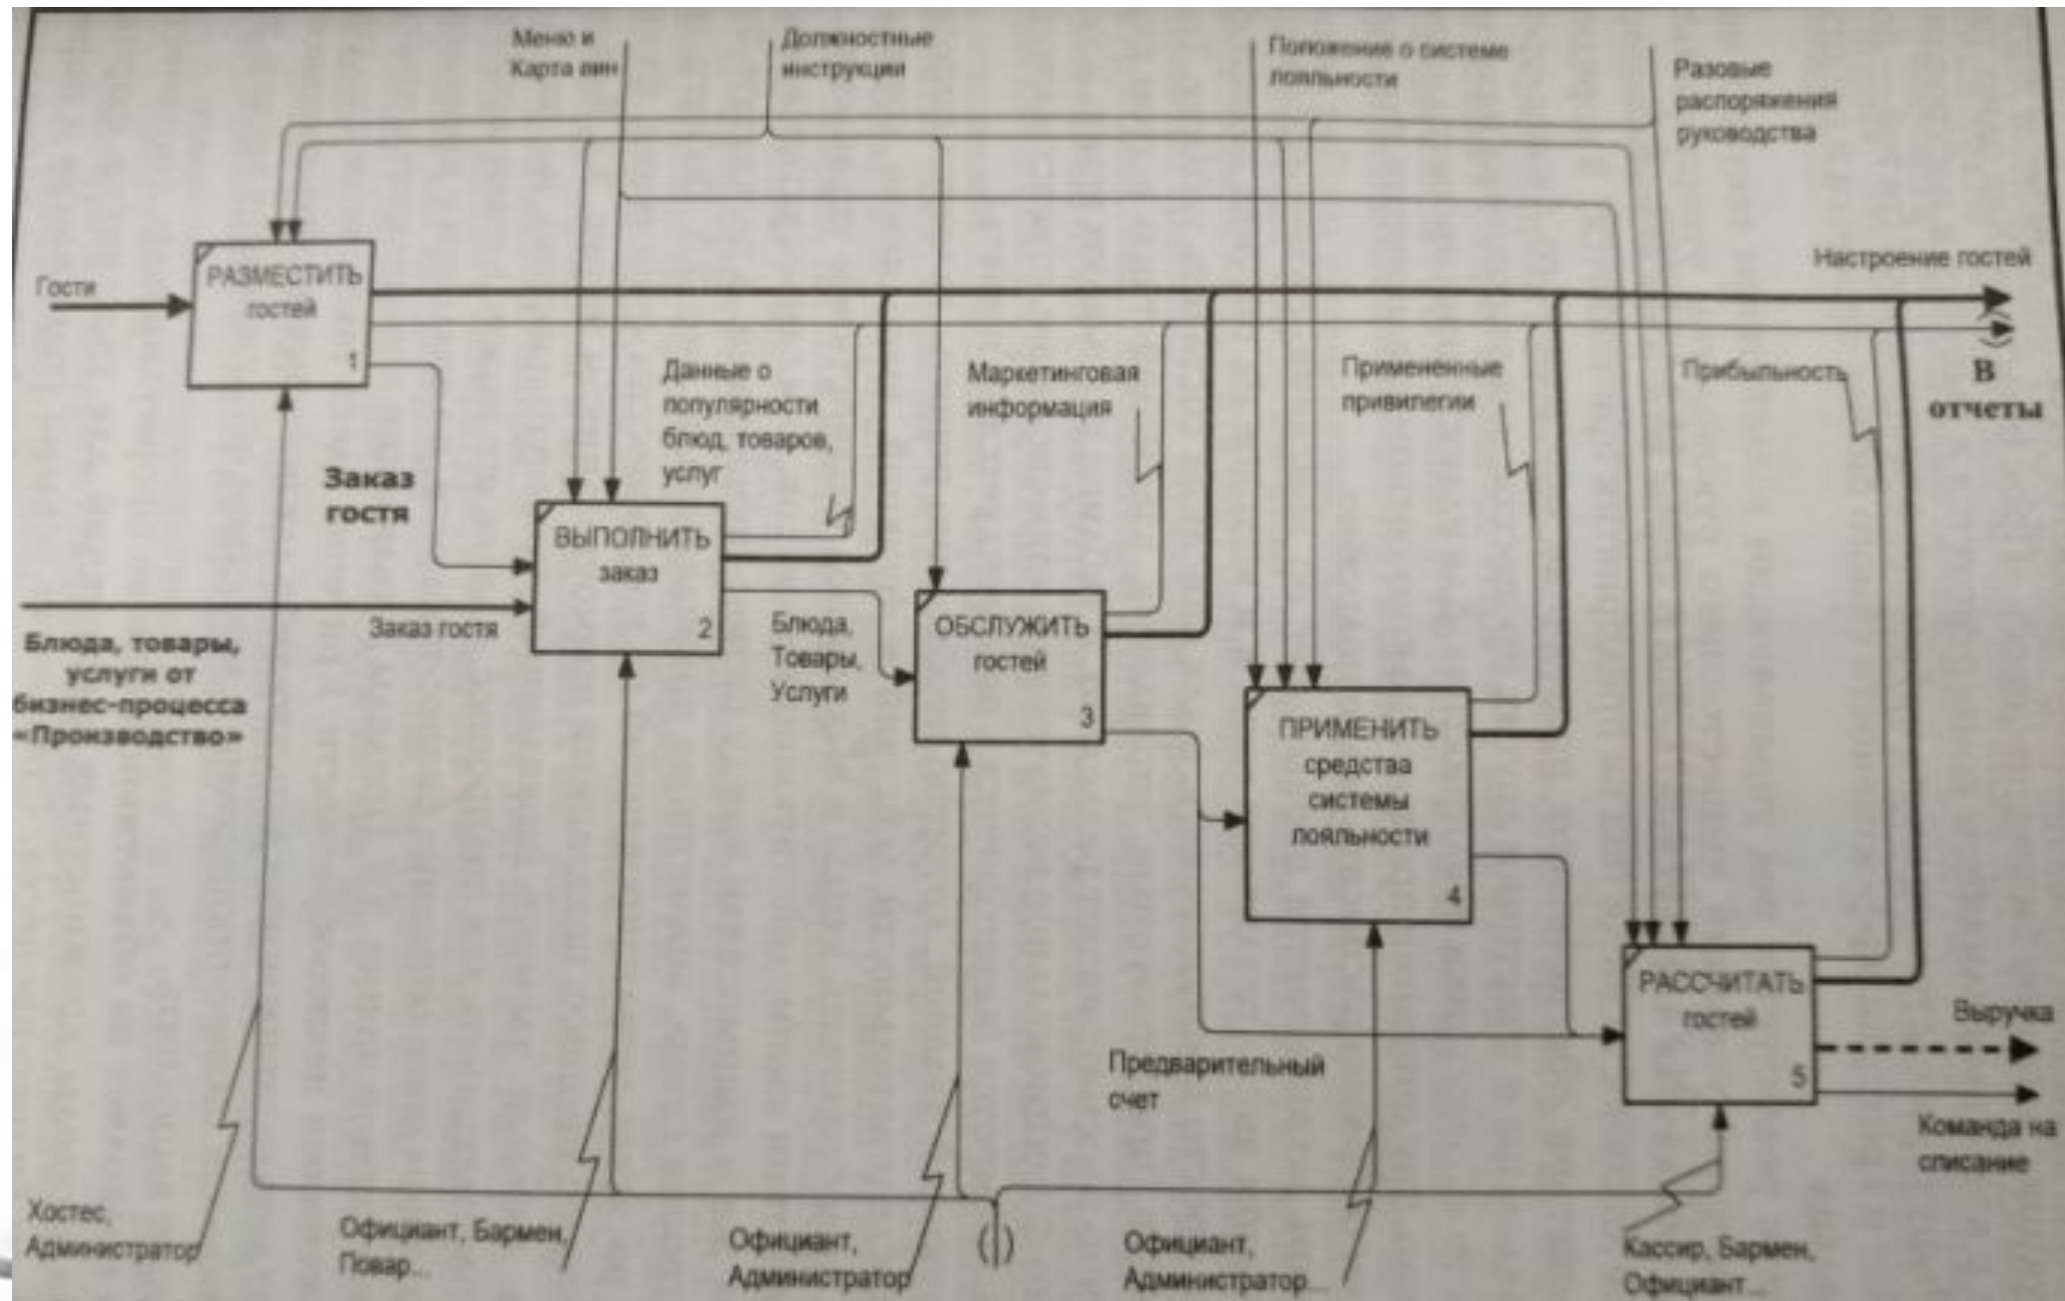 Меню и
Карта вин
Должностные
инструкции
Положение о системе
лояльности
Разовые
распоряжения
руководства
Гости
РАЗМЕСТИТЬ
гостей
1
Настроение гостей
В
отчеты
Данные о
популярности
блюд, товаров,
услуг
Маркетинговая
информация
Примененные
привилегии
Прибыльность
Заказ
гостя
ВЫПОЛНИТЬ
заказ
2
Заказ гостя
Блюда, товары,
услуги от
бизнес-процесса
«Производство»
Блюда,
Товары,
Услуги
ОБСЛУЖИТЬ
гостей
3
ПРИМЕНИТЬ
средства
системы
лояльности
4
РАССЧИТАТЬ
гостей
5
Выручка
Команда на
списание
Предварительный
счет
Хостес,
Администратор
Официант, Бармен,
Повар...
Официант,
Администратор
Официант,
Администратор...
Кассир, Бармен,
Официант...